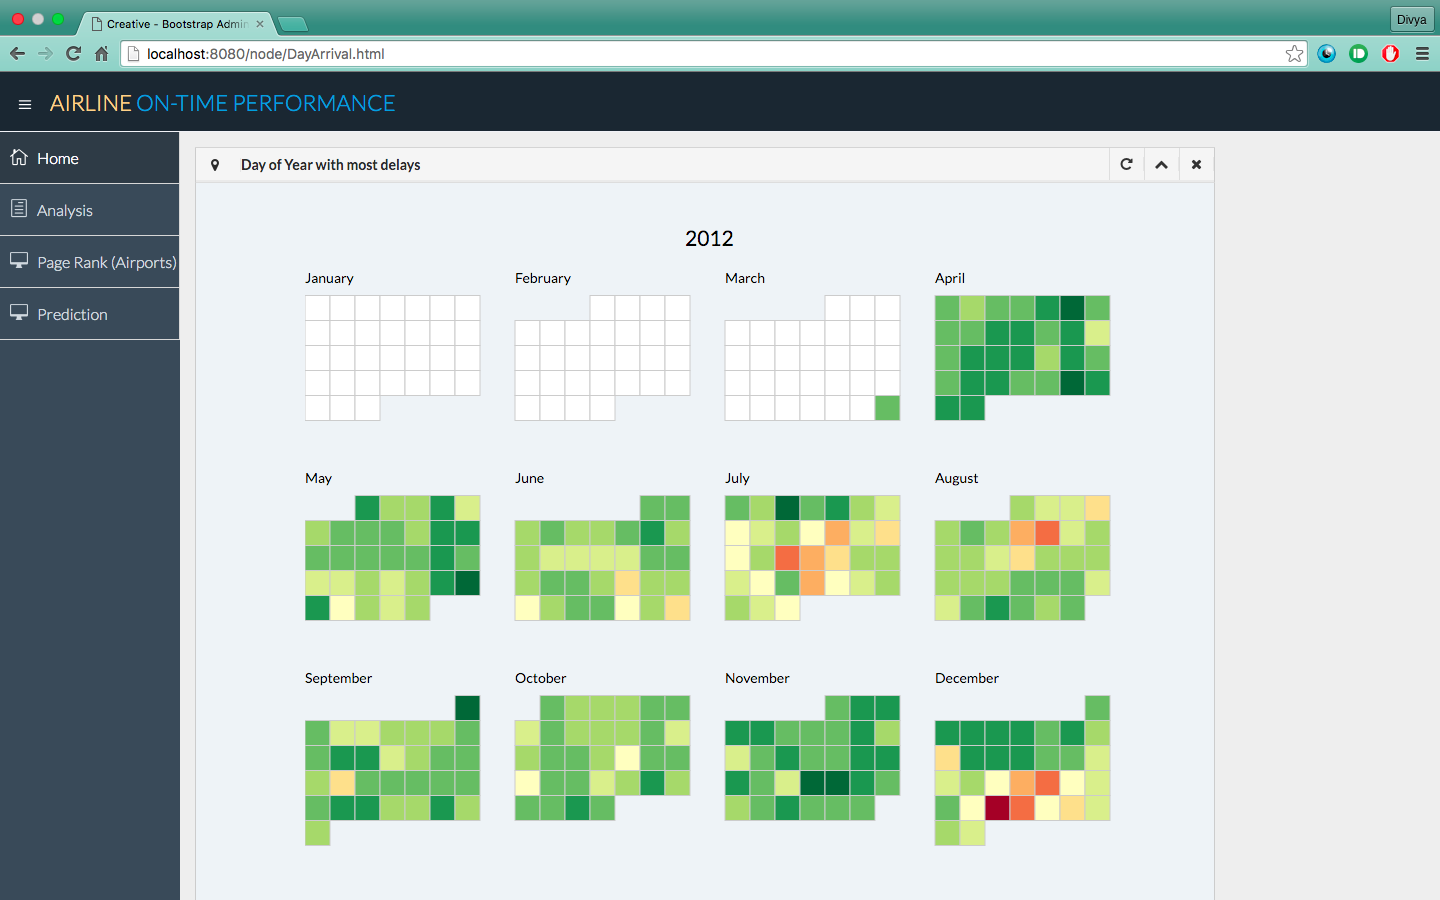 Creative - Bootstrap Admin
Divya
localhost:8080/node/DayArrival.html
AIRLINE ON-TIME PERFORMANCE
Home
Analysis
Page Rank (Airports)
Prediction
Day of Year with most delays
2012
January
February
March
April
May
June
July
August
September
October
November
December